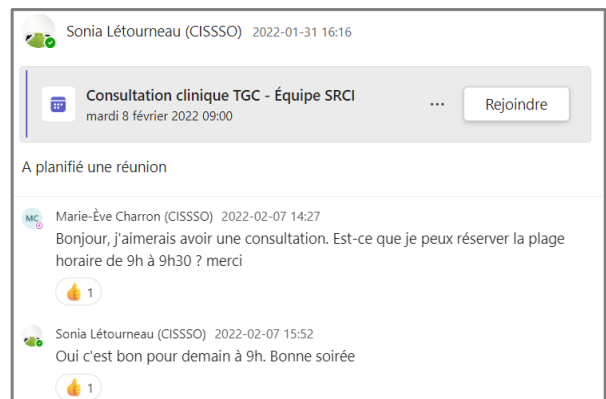 Sonia Létourneau (CISSSO) 2022-01-31 16:16
Consultation clinique TGC - Équipe SRCI
mardi 8 février 2022 09:00
... Rejoindre
A planifié une réunion
MC Marie-Ève Charron (CISSSO) 2022-02-07 14:27
Bonjour, j'aimerais avoir une consultation. Est-ce que je peux réserver la plage
horaire de 9h à 9h30 ? merci
👍 1
Sonia Létourneau (CISSSO) 2022-02-07 15:52
Oui c'est bon pour demain à 9h. Bonne soirée
👍 1